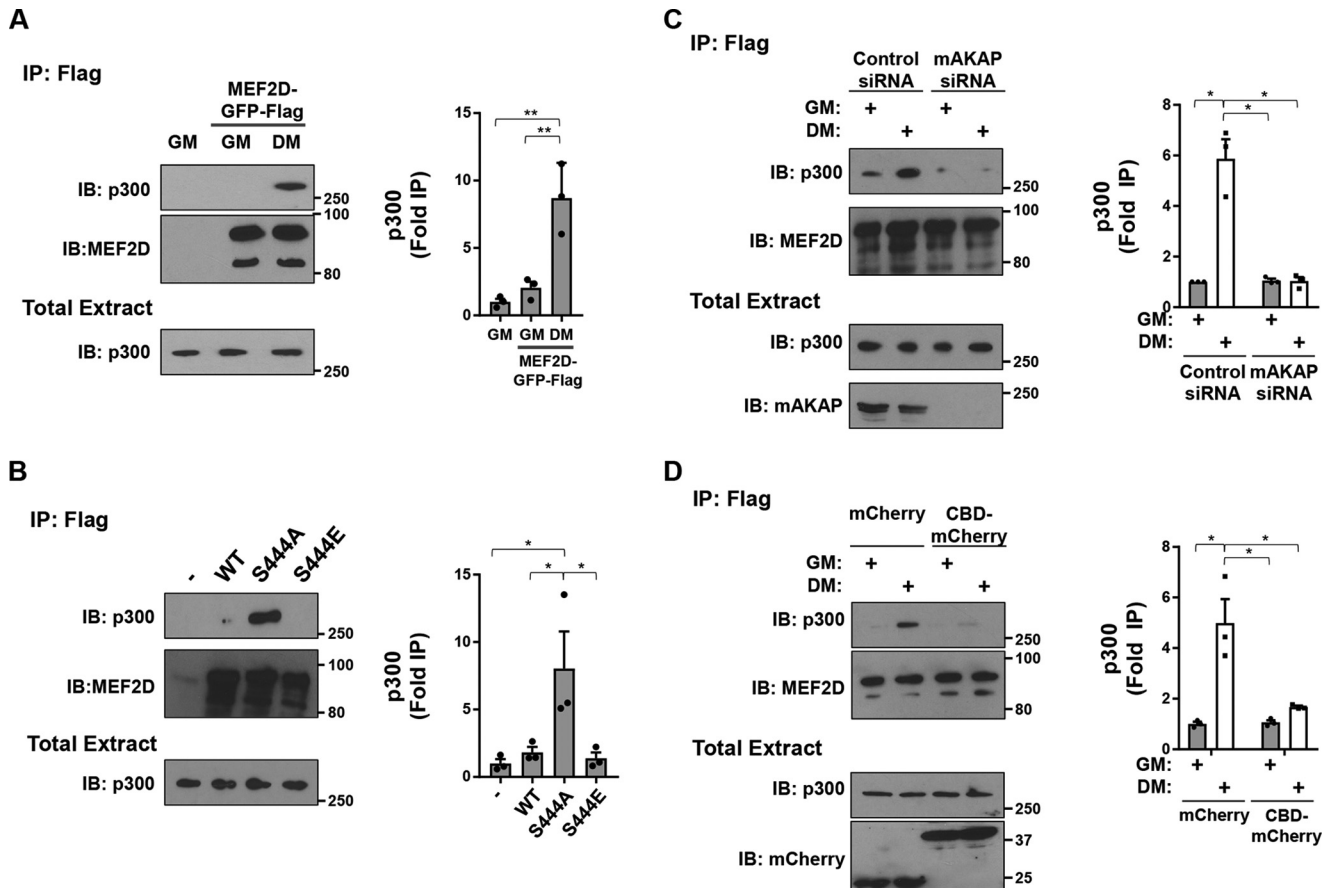 A
IP: Flag
MEF2D-
GFP-Flag
GM GM DM
IB: p300
250
100
IB:MEF2D
80
Total Extract
IB: p300
250
15
10
5
0
p300
(Fold IP)
**
**
GM GM DM
MEF2D-
GFP-Flag
B
IP: Flag
- WT S444A S444E
IB: p300
250
100
IB:MEF2D
80
Total Extract
IB: p300
250
15
10
5
0
p300
(Fold IP)
*
* *
- WT S444A S444E
C
IP: Flag
Control mAKAP
siRNA siRNA
GM: + +
DM: + +
IB: p300
250
100
IB: MEF2D
80
Total Extract
IB: p300
250
250
IB: mAKAP
8
6
4
2
0
p300
(Fold IP)
* *
*
GM: + +
DM: + +
Control mAKAP
siRNA siRNA
D
IP: Flag
mCherry CBD-
mCherry
GM: + +
DM: + +
IB: p300
250
100
IB: MEF2D
80
Total Extract
IB: p300
250
37
IB: mCherry
25
8
6
4
2
0
p300
(Fold IP)
* *
*
GM: + +
DM: + +
mCherry CBD-
mCherry